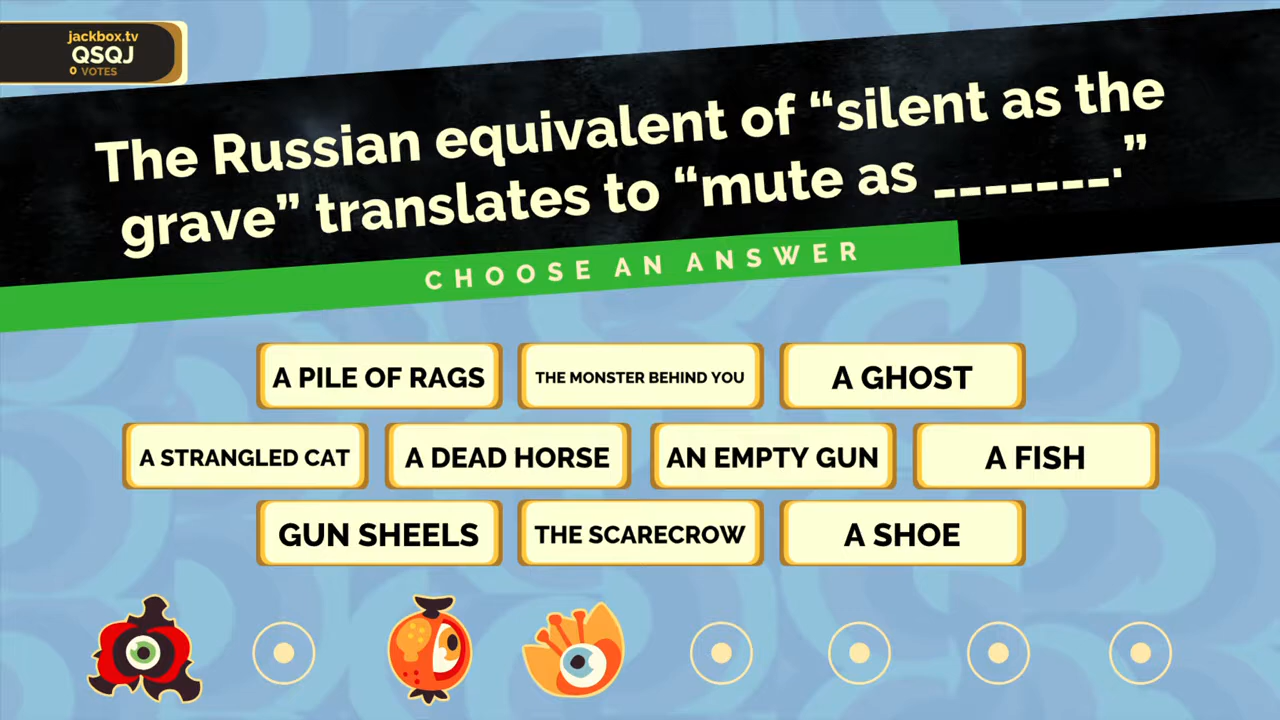 jackbox.tv
QSQJ
0 VOTES
The Russian equivalent of “silent as the
grave” translates to “mute as _______.”
CHOOSE AN ANSWER
A PILE OF RAGS
THE MONSTER BEHIND YOU
A GHOST
A STRANGLED CAT
A DEAD HORSE
AN EMPTY GUN
A FISH
GUN SHEELS
THE SCARECROW
A SHOE